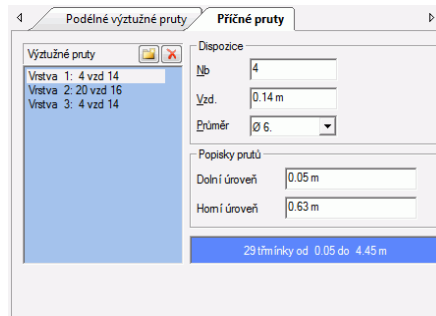 Podélné výztužné pruty
Příčné pruty
Výztužné pruty
Vrstva 1: 4 vzd 14
Vrstva 2: 20 vzd 16
Vrstva 3: 4 vzd 14
Dispozice
Nb 4
Vzd. 0.14 m
Průměr Ø 6.
Popisky prutů
Dolní úroveň 0.05 m
Horní úroveň 0.63 m
29 třmínky od 0.05 do 4.45 m